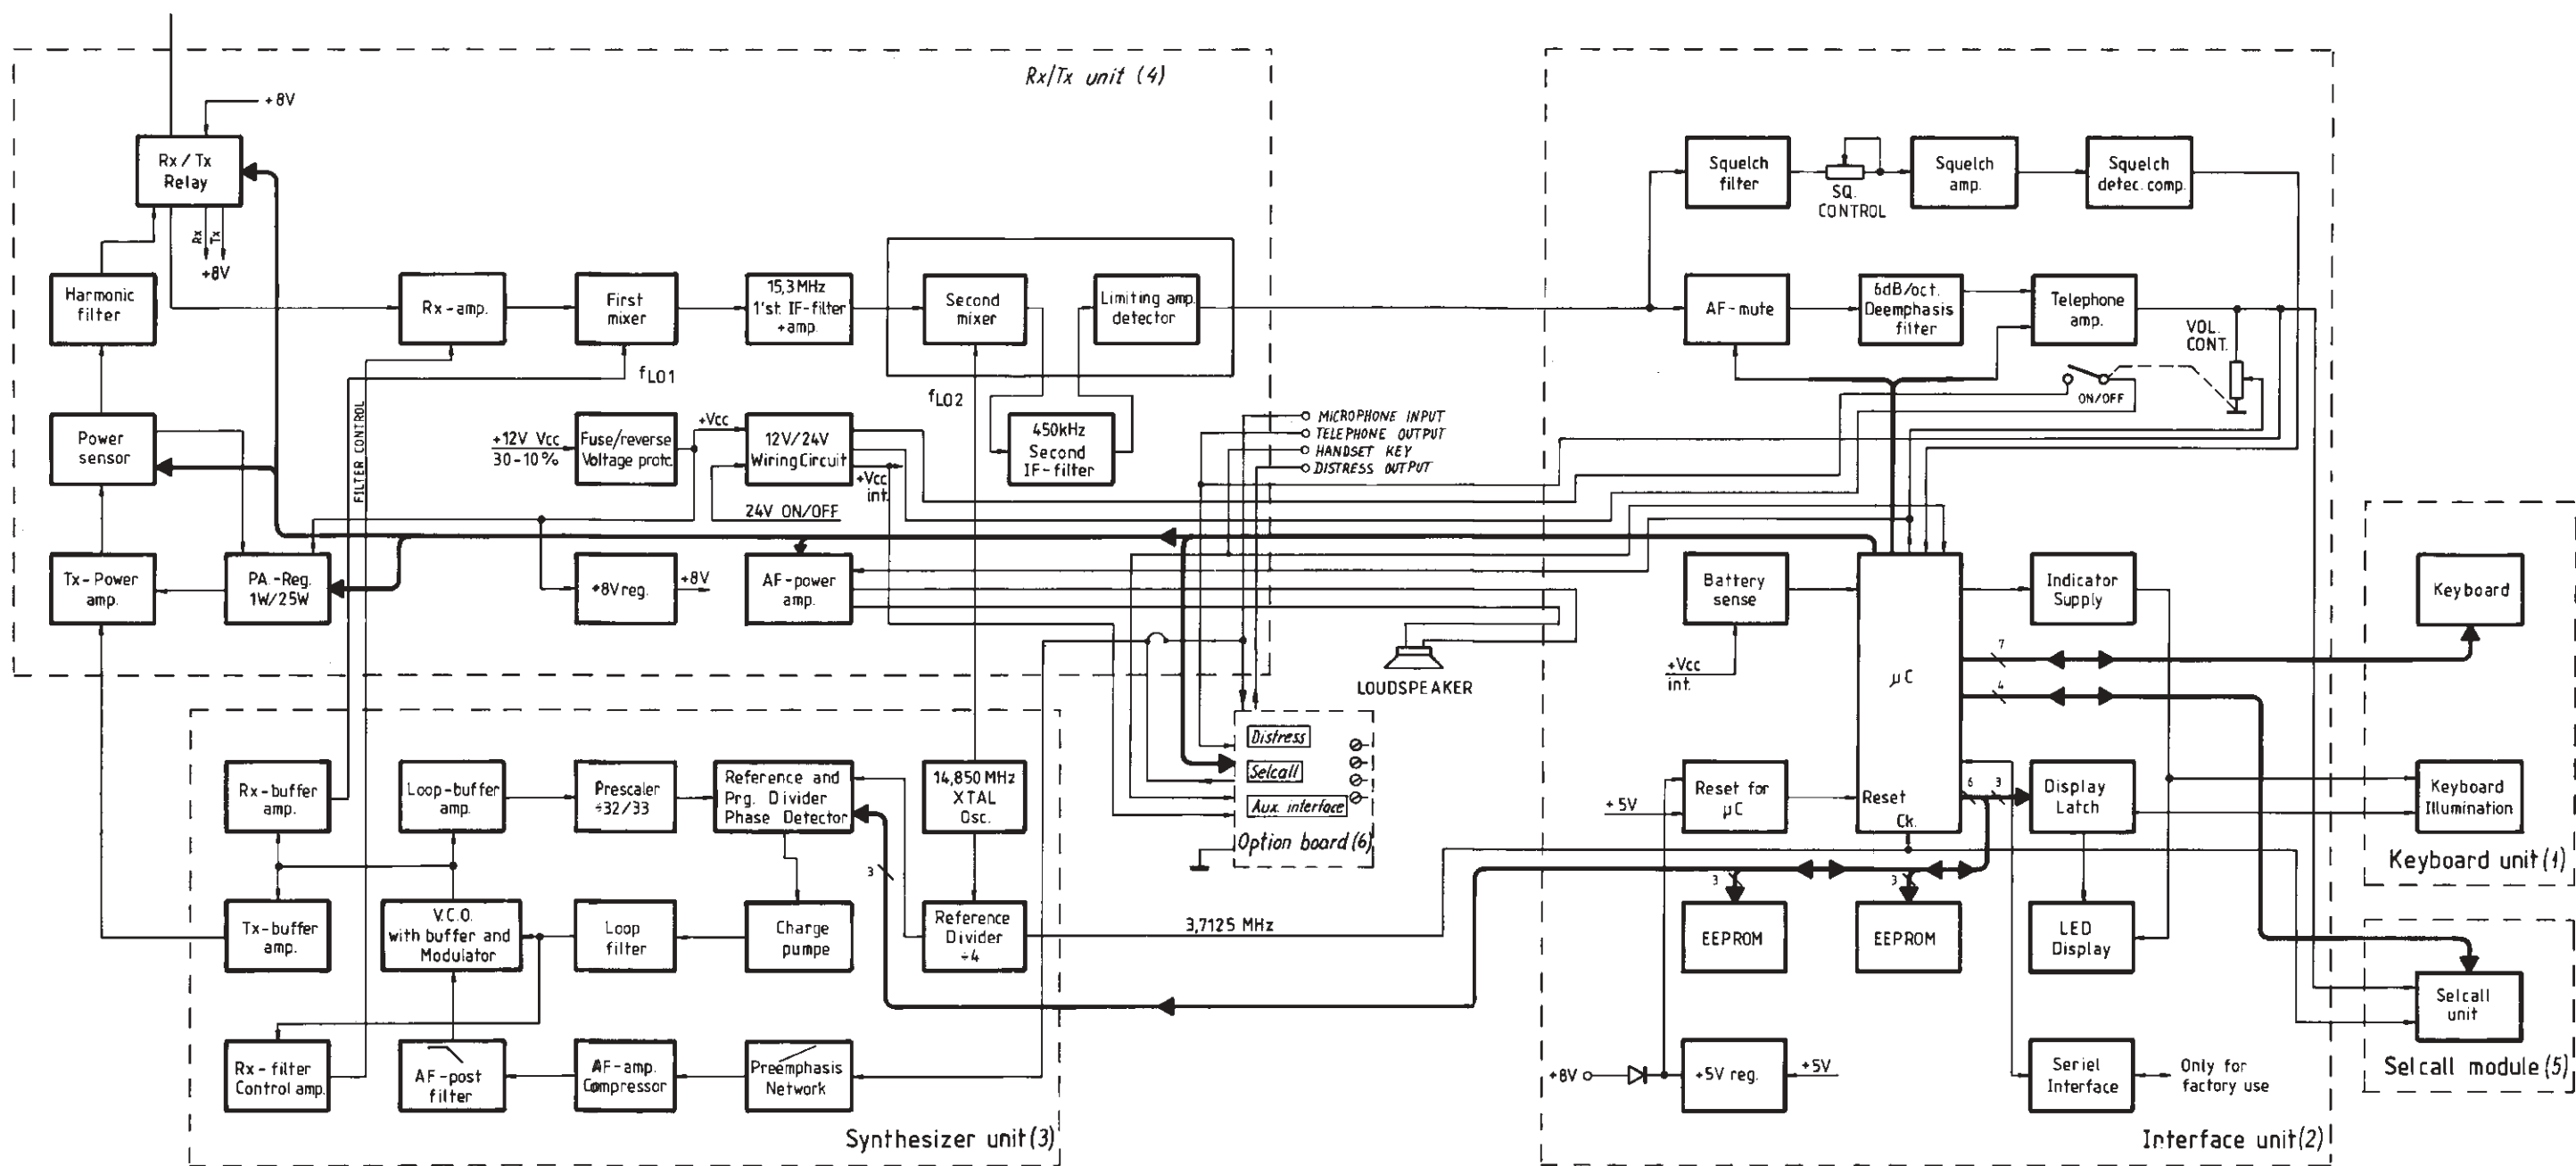 Rx/Tx unit (4)
+8V
Rx / Tx
Relay
Rx
Tx
+8V
Harmonic
filter
Rx-amp.
First
mixer
15,3 MHz
1'st. IF-filter
+amp.
Second
mixer
Limiting amp.
detector
fLO1
fLO2
FILTER CONTROL
Power
sensor
+12V Vcc
30-10%
Fuse/reverse
Voltage protc.
+Vcc
12V/24V
Wiring Circuit
+Vcc
int.
24V ON/OFF
450kHz
Second
IF-filter
MICROPHONE INPUT
TELEPHONE OUTPUT
HANDSET KEY
DISTRESS OUTPUT
Tx-Power
amp.
PA.-Reg.
1W/25W
+8V reg.
+8V
AF-power
amp.
LOUDSPEAKER
Squelch
filter
SQ.
CONTROL
Squelch
amp.
Squelch
detec. comp.
AF-mute
6dB/oct.
Deemphasis
filter
Telephone
amp.
VOL.
CONT.
ON/OFF
Battery
sense
+Vcc
int.
µC
Indicator
Supply
7
4
Keyboard
Reset for
µC
+5V
Reset
Ck.
6
3
Display
Latch
Keyboard
Illumination
Keyboard unit(1)
3
3
EEPROM
EEPROM
LED
Display
Selcall
unit
Selcall module(5)
+8V
+5V reg.
+5V
Seriel
Interface
Only for
factory use
Interface unit(2)
Distress
Selcall
Aux. interface
Option board(6)
Rx-buffer
amp.
Loop-buffer
amp.
Prescaler
÷32/33
Reference and
Prg. Divider
Phase Detector
14,850 MHz
XTAL
Osc.
3
Tx-buffer
amp.
V.C.O.
with buffer and
Modulator
Loop
filter
Charge
pumpe
Reference
Divider
÷4
3,7125 MHz
Rx-filter
Control amp.
AF-post
filter
AF-amp.
Compressor
Preemphasis
Network
Synthesizer unit(3)